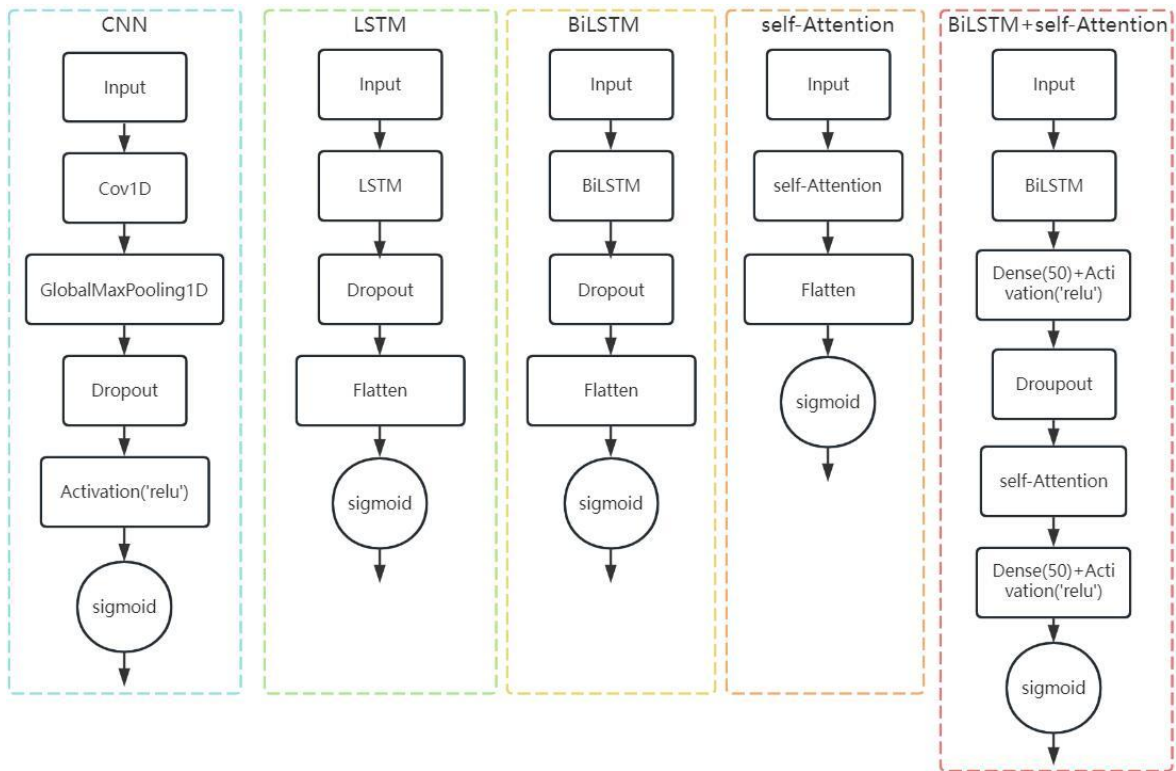 CNN
Input
Cov1D
GlobalMaxPooling1D
Dropout
Activation('relu')
sigmoid
LSTM
Input
LSTM
Dropout
Flatten
sigmoid
BiLSTM
Input
BiLSTM
Dropout
Flatten
sigmoid
self-Attention
Input
self-Attention
Flatten
sigmoid
BiLSTM+self-Attention
Input
BiLSTM
Dense(50)+Acti
vation('relu')
Droupout
self-Attention
Dense(50)+Acti
vation('relu')
sigmoid